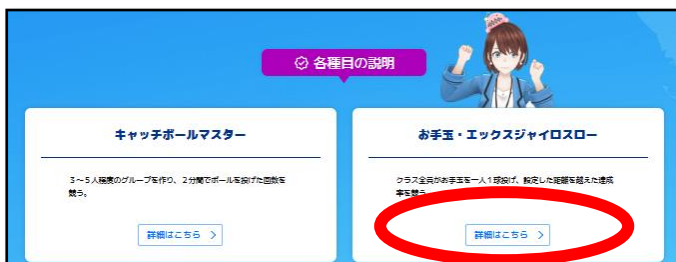 各種目の説明
キャッチボールマスター
3～5人程度のグループを作り、2分間でボールを投げた回数を
競う。
詳細はこちら
お手玉・エックスジャイロスロー
クラス全員がお手玉を一人1球投げ、設定した距離を越えた達成
率を競う。
詳細はこちら